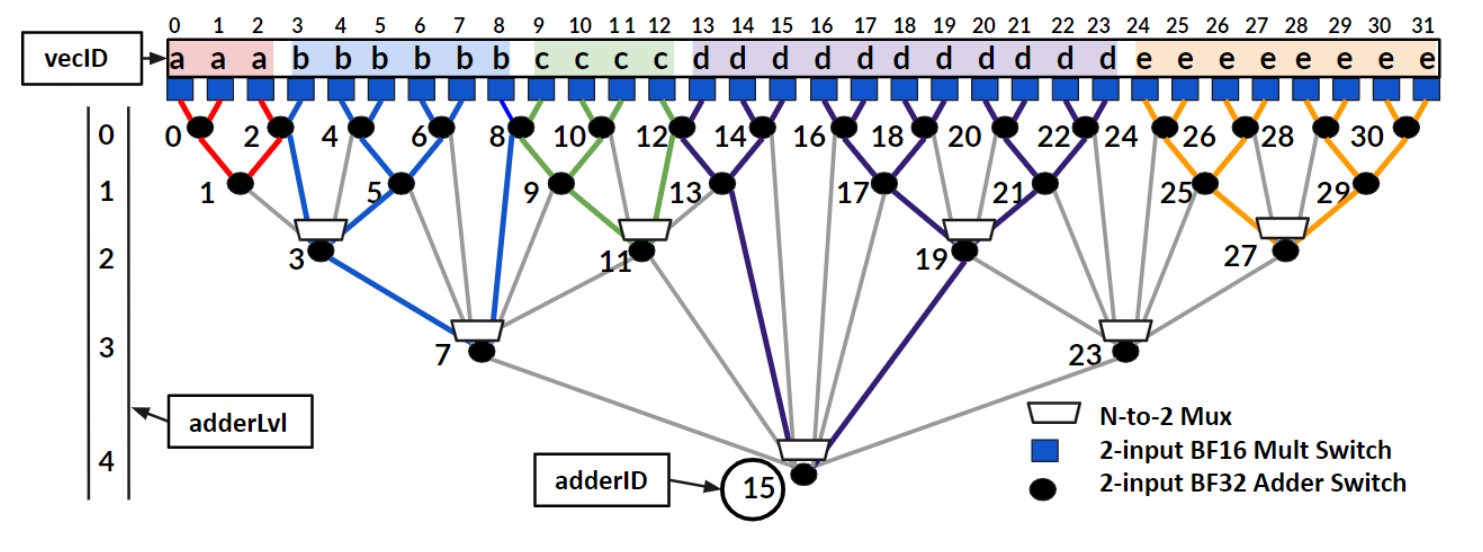 0 1 2 3 4 5 6 7 8 9 10 11 12 13 14 15 16 17 18 19 20 21 22 23 24 25 26 27 28 29 30 31
vecID
a a a b b b b b b c c c c d d d d d d d d d d d e e e e e e e e
0
0 2 4 6 8 10 12 14 16 18 20 22 24 26 28 30
1
1 5 9 13 17 21 25 29
2
3 11 19 27
3
7 23
adderLvl
N-to-2 Mux
2-input BF16 Mult Switch
4
adderID
15
2-input BF32 Adder Switch